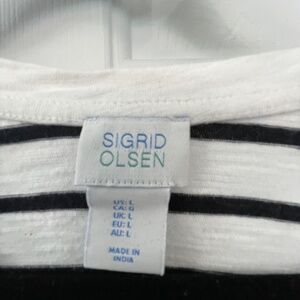 SIGRID
OLSEN
US: L
CA: G
UK: L
EU: L
AU: L
MADE IN
INDIA